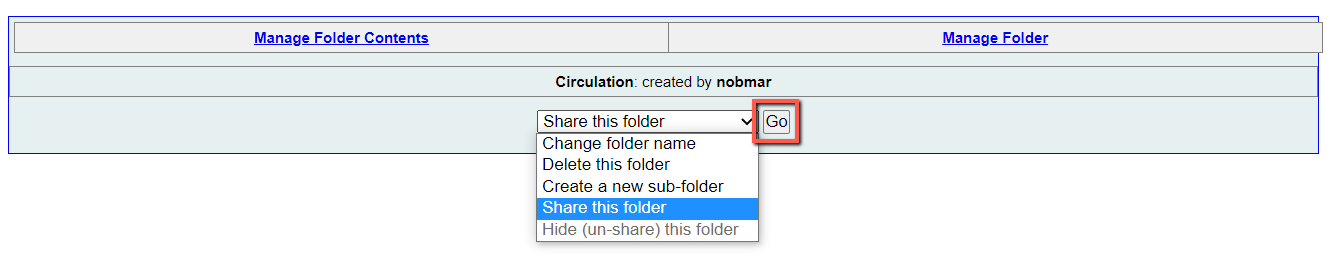 Manage Folder Contents Manage Folder
Circulation: created by nobmar
Share this folder Go
Change folder name
Delete this folder
Create a new sub-folder
Share this folder
Hide (un-share) this folder